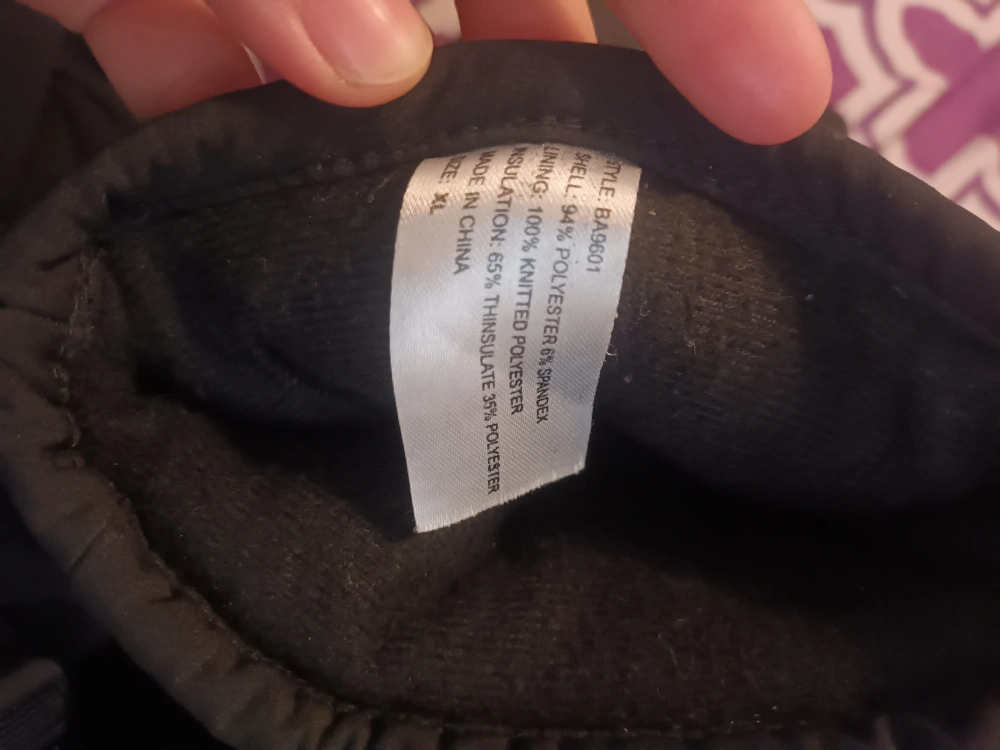 STYLE: BA9601
SHELL: 94% POLYESTER 6% SPANDEX
LINING: 100% KNITTED POLYESTER
INSULATION: 65% THINSULATE 35% POLYESTER
MADE IN CHINA
SIZE: XL